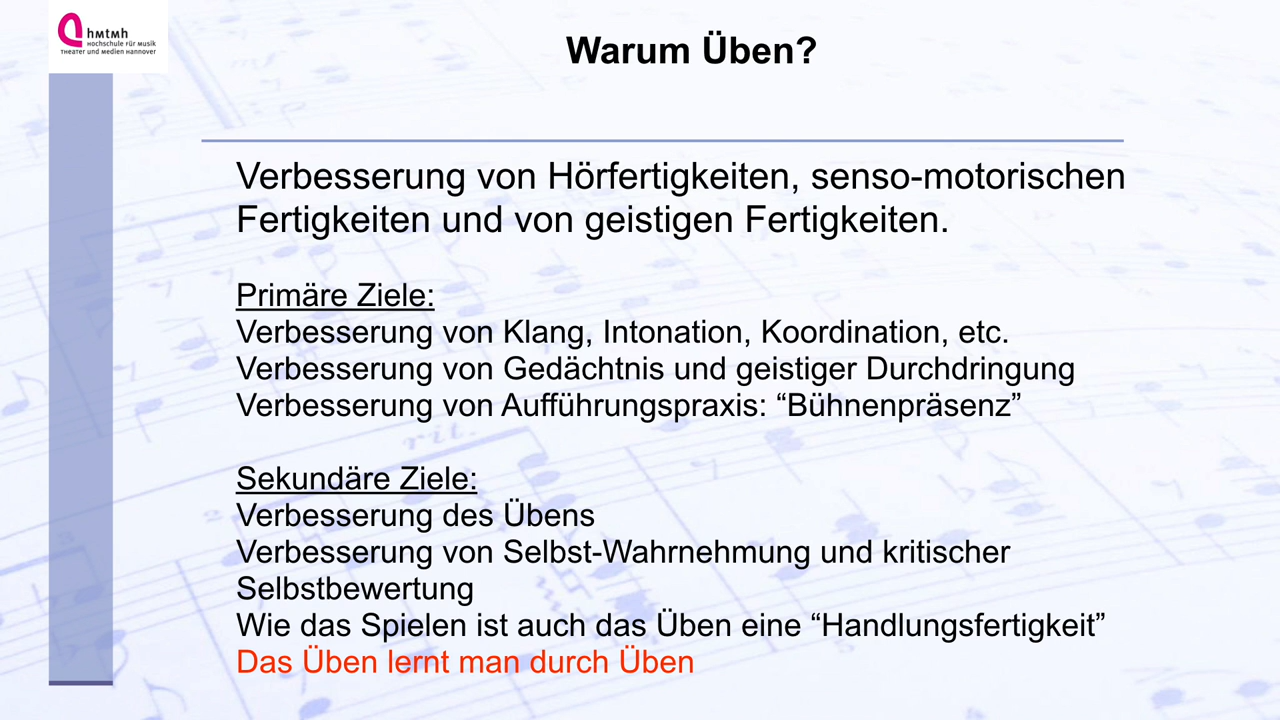 hmtmh
Hochschule für Musik
Theater und Medien Hannover
Warum Üben?
Verbesserung von Hörfertigkeiten, senso-motorischen
Fertigkeiten und von geistigen Fertigkeiten.
Primäre Ziele:
Verbesserung von Klang, Intonation, Koordination, etc.
Verbesserung von Gedächtnis und geistiger Durchdringung
Verbesserung von Aufführungspraxis: “Bühnenpräsenz”
rit.
Sekundäre Ziele:
Verbesserung des Übens
Verbesserung von Selbst-Wahrnehmung und kritischer
Selbstbewertung
Wie das Spielen ist auch das Üben eine “Handlungsfertigkeit”
Das Üben lernt man durch Üben